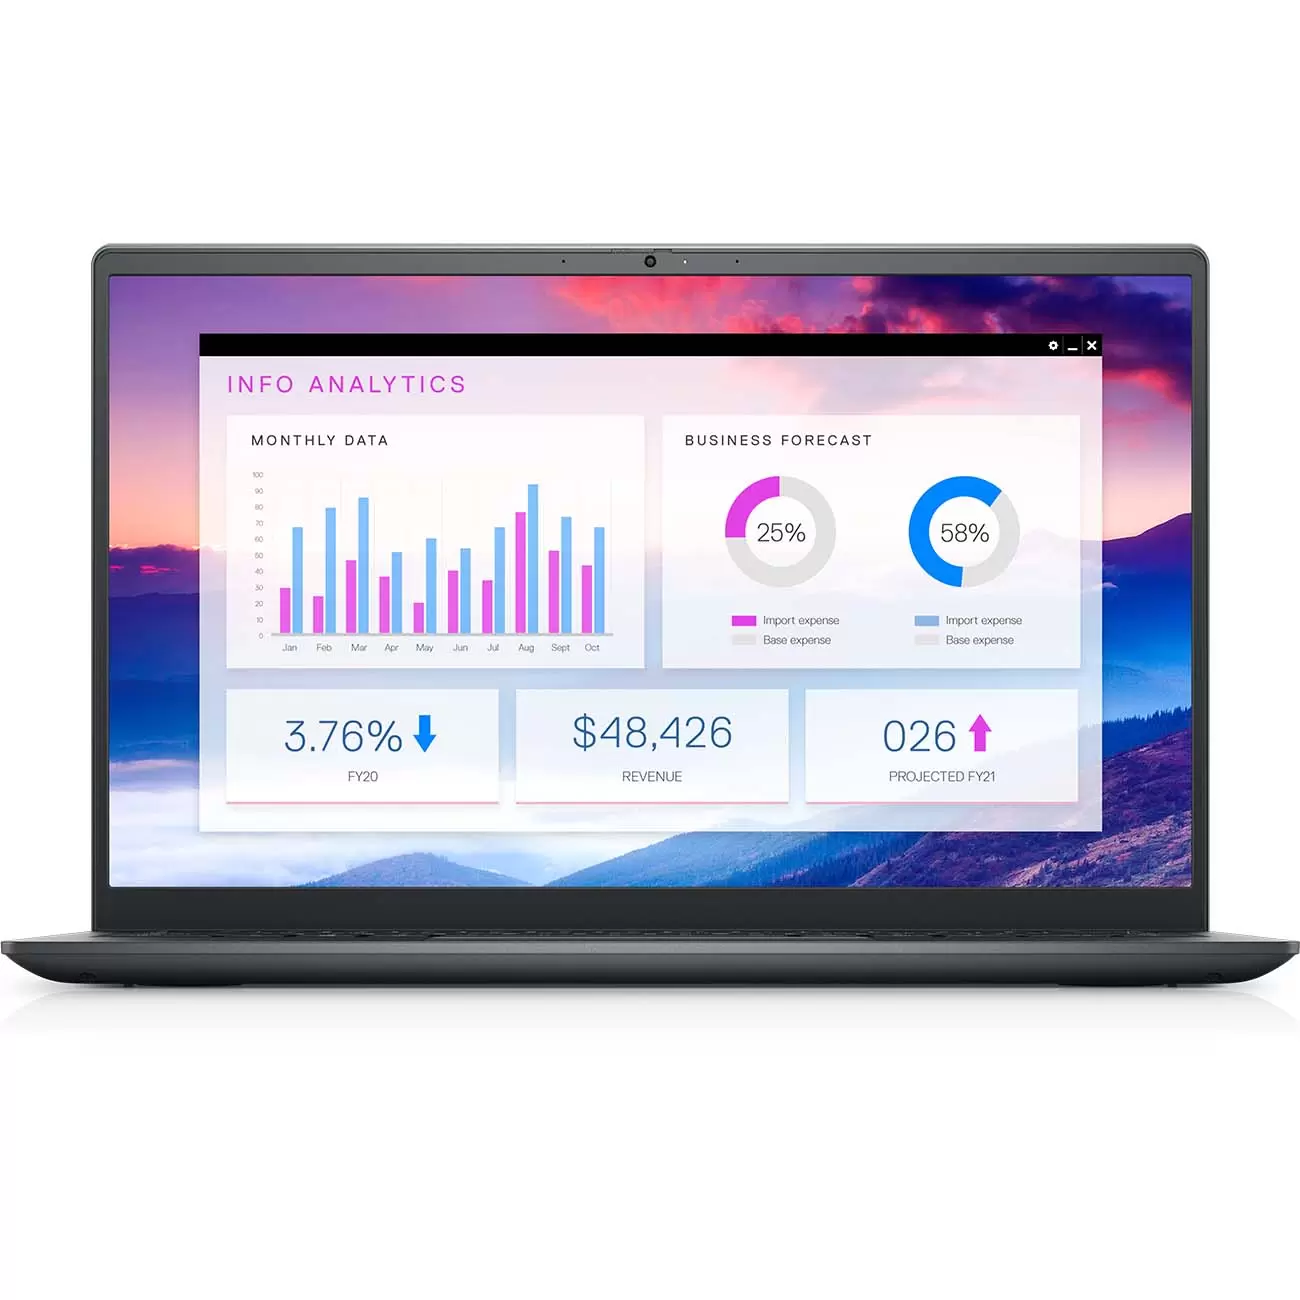 INFO ANALYTICS
MONTHLY DATA
100
90
80
70
60
50
40
30
20
10
0
Jan Feb Mar Apr May Jun Jul Aug Sept Oct
BUSINESS FORECAST
25%
58%
Import expense
Base expense
Import expense
Base expense
3.76%
FY20
$48,426
REVENUE
026
PROJECTED FY21